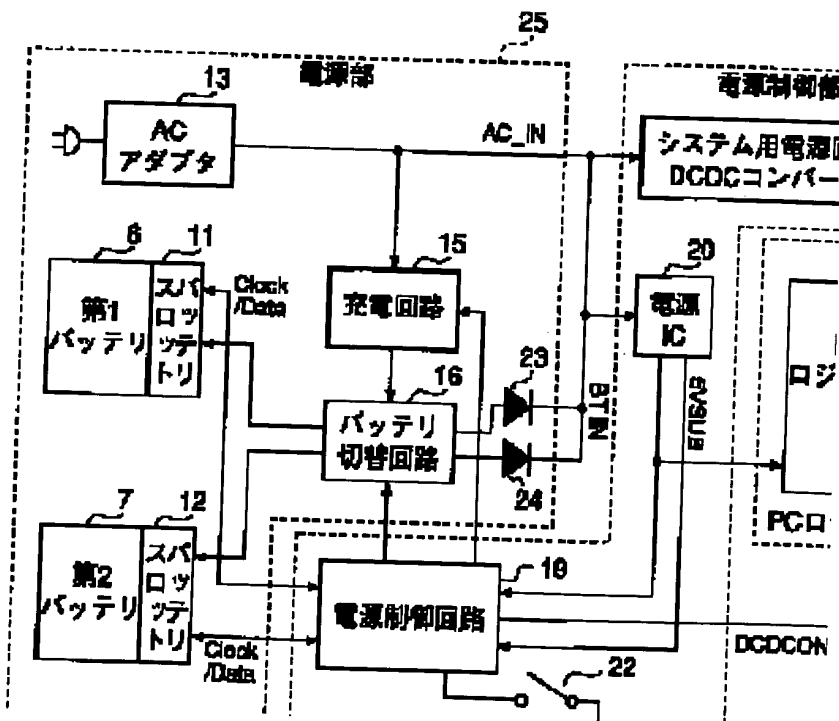 25
電源部
電源制御部
13
AC
アダプタ
AC_IN
システム用電源
DCDCコンバー
6
11
第1
バッテリ
バッテリ
スロット
Clock
/Data
15
充電回路
20
電源
IC
ロジ
16
バッテリ
切替回路
23
24
BTIN
5VSUB
7
12
第2
バッテリ
バッテリ
スロット
Clock
/Data
19
電源制御回路
PCロ
DCDCON
22